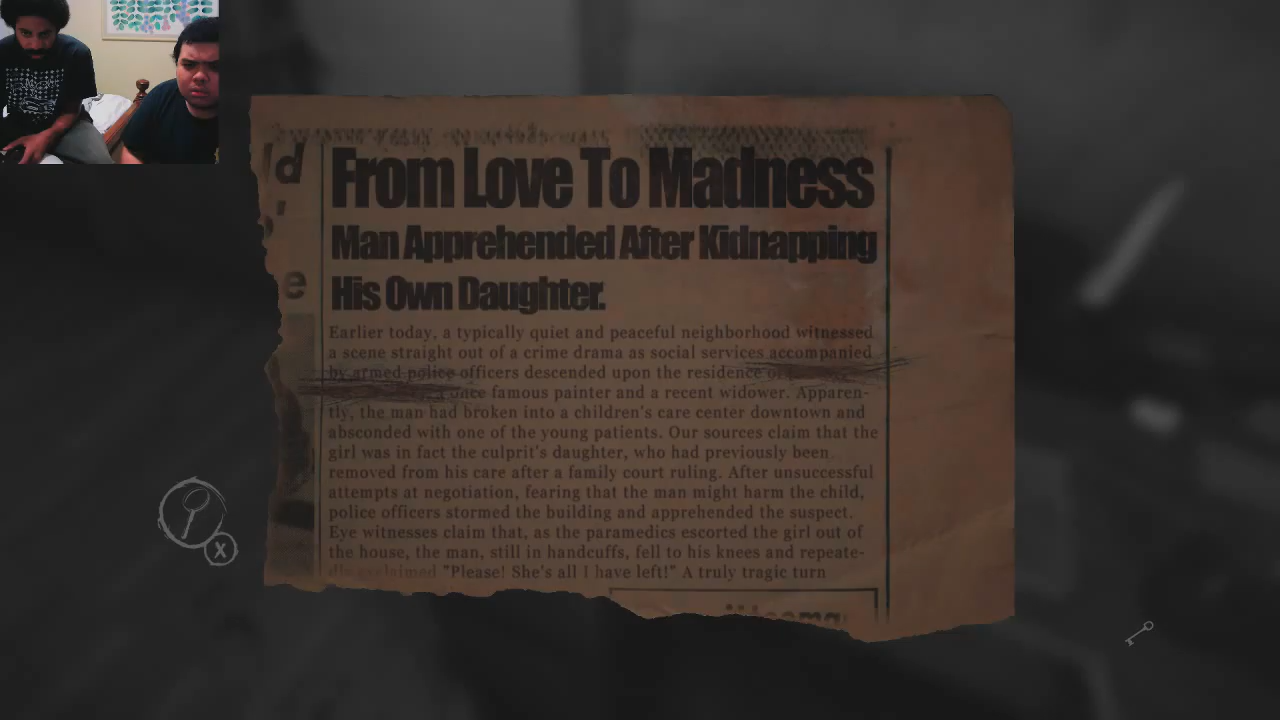 From Love To Madness
Man Apprehended After Kidnapping
His Own Daughter.
Earlier today, a typically quiet and peaceful neighborhood witnessed
a scene straight out of a crime drama as social services accompanied
by armed police officers descended upon the residence of
once famous painter and a recent widower. Apparen-
tly, the man had broken into a children's care center downtown and
absconded with one of the young patients. Our sources claim that the
girl was in fact the culprit's daughter, who had previously been
removed from his care after a family court ruling. After unsuccessful
attempts at negotiation, fearing that the man might harm the child,
police officers stormed the building and apprehended the suspect.
Eye witnesses claim that, as the paramedics escorted the girl out of
the house, the man, still in handcuffs, fell to his knees and repeate-
dly exclaimed "Please! She's all I have left!" A truly tragic turn
d
e
X